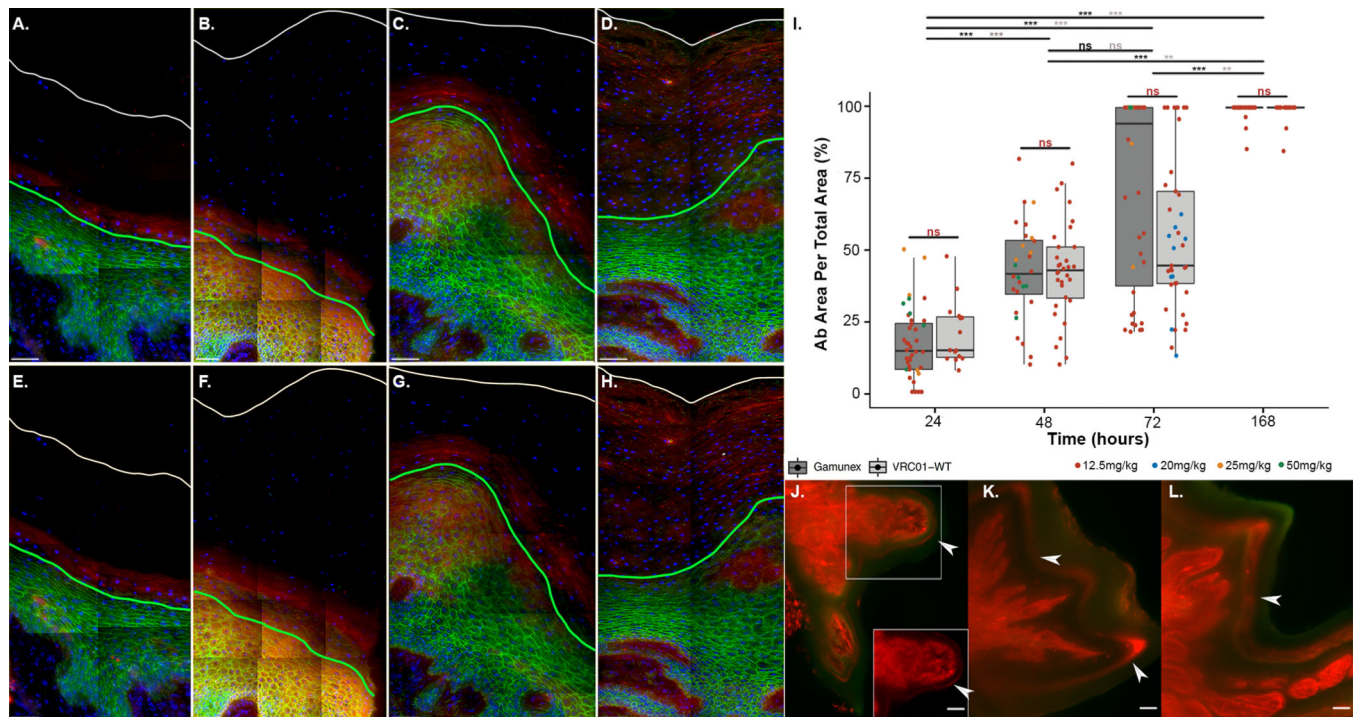 A. B. C. D. I.
*** ***
*** ***
*** ***
ns ns
*** **
*** **
ns ns
100
ns
75
ns
50
25
0
Ab Area Per Total Area (%)
24 48 72 168
Time (hours)
Gamunex VRC01-WT 12.5mg/kg 20mg/kg 25mg/kg 50mg/kg
E. F. G. H.
J. K. L.